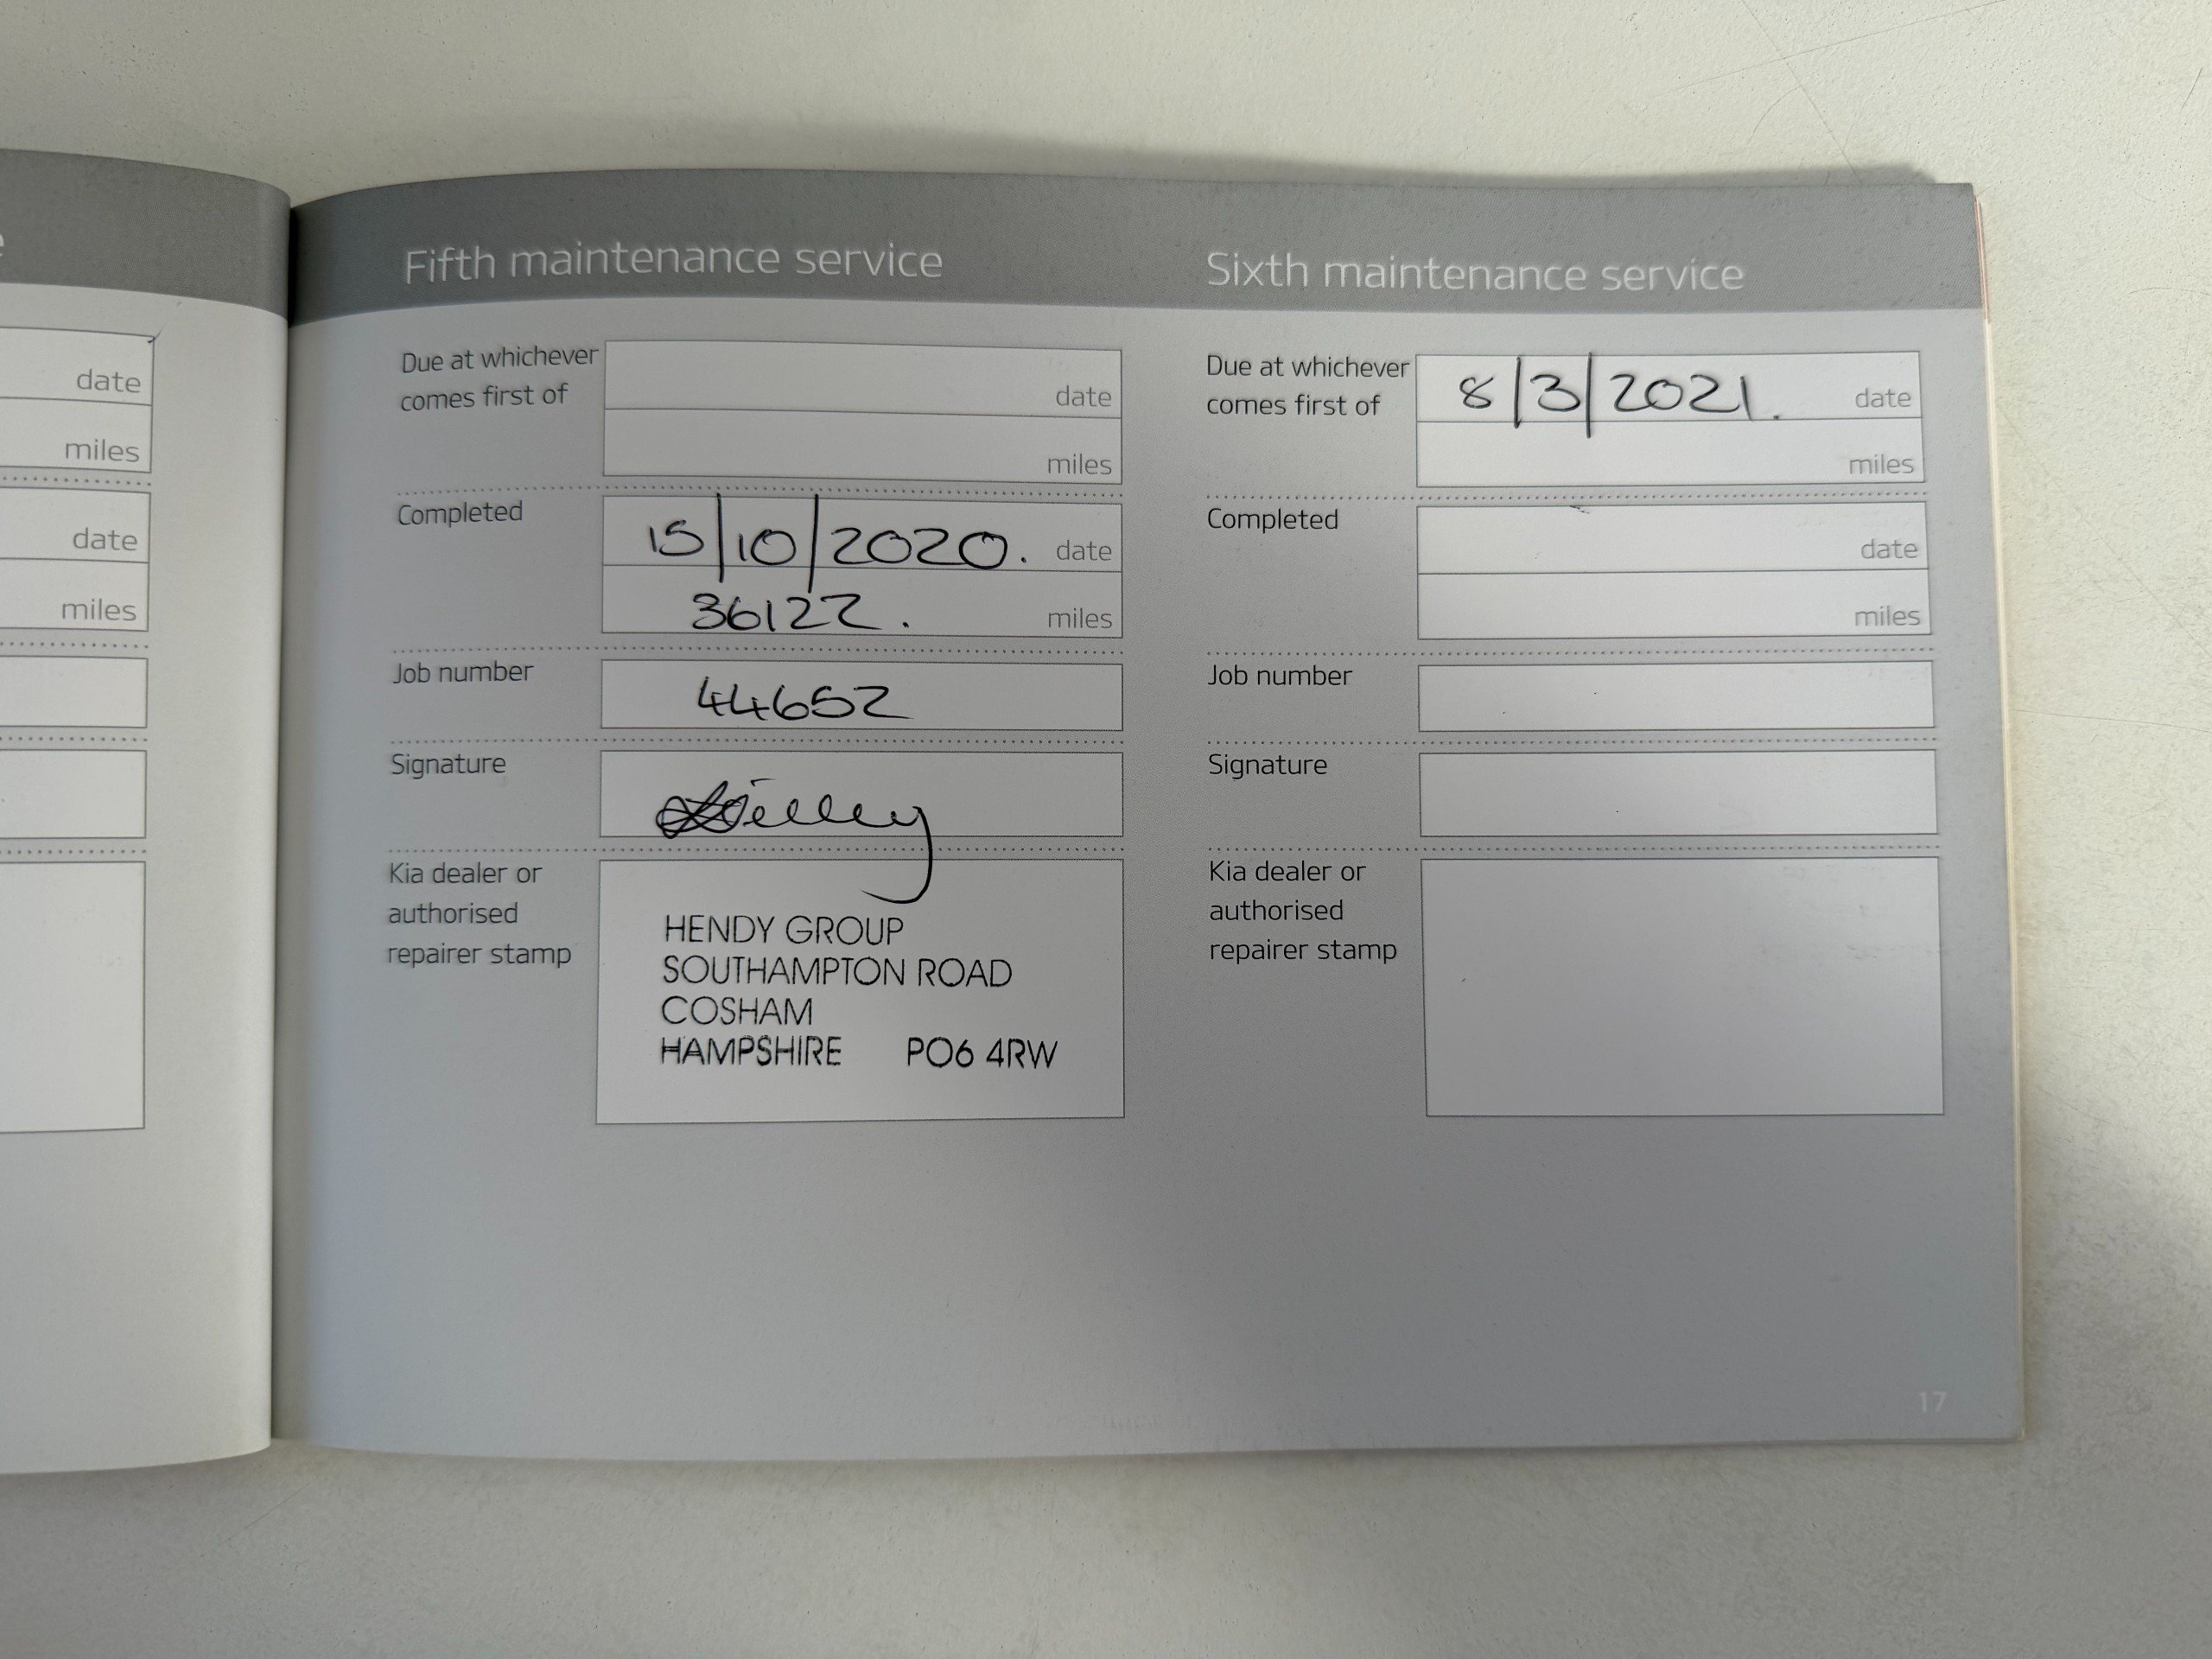 e
date
miles
date
miles
Fifth maintenance service
Due at whichever
comes first of
date
miles
Completed
15/10/2020. date
36122. miles
Job number
44652
Signature
Kia dealer or
authorised
repairer stamp
HENDY GROUP
SOUTHAMPTON ROAD
COSHAM
HAMPSHIRE PO6 4RW
Sixth maintenance service
Due at whichever
comes first of
8/3/2021. date
miles
Completed
date
miles
Job number
Signature
Kia dealer or
authorised
repairer stamp
17